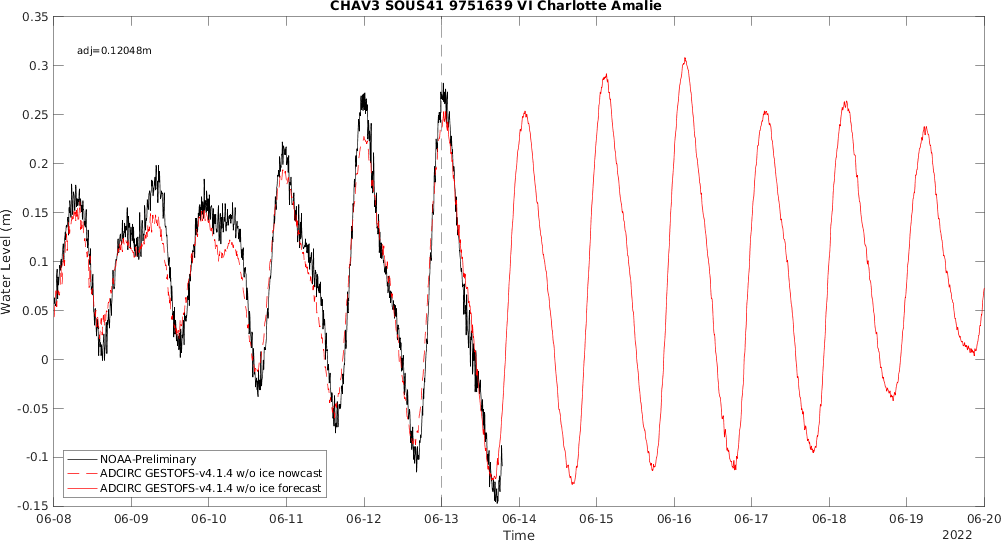 CHAV3 SOUS41 9751639 VI Charlotte Amalie
0.35
adj=0.12048m
0.3
0.25
0.2
0.15
0.1
0.05
0
-0.05
-0.1
-0.15
Water Level (m)
NOAA-Preliminary
ADCIRC GESTOFS-v4.1.4 w/o ice nowcast
ADCIRC GESTOFS-v4.1.4 w/o ice forecast
06-08 06-09 06-10 06-11 06-12 06-13 06-14 06-15 06-16 06-17 06-18 06-19 06-20
Time
2022